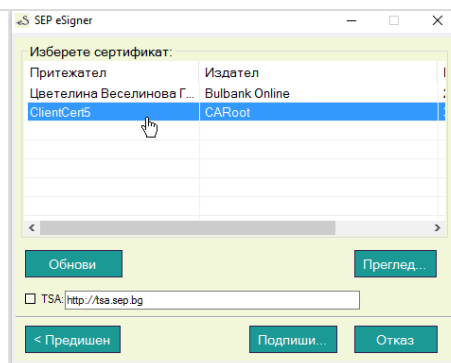 SEP eSigner
Изберете сертификат:
Притежател Издател
Цветелина Веселинова Г... Bulbank Online
ClientCert5 CARoot
Обнови Преглед...
TSA: http://tsa.sep.bg
< Предишен Подпиши... Отказ